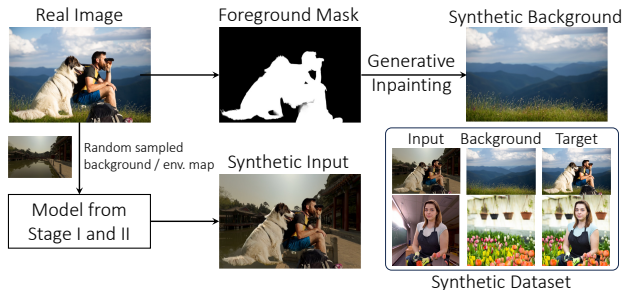 Real Image
Foreground Mask
Synthetic Background
Generative
Inpainting
Random sampled
background / env. map
Synthetic Input
Model from
Stage I and II
Input
Background
Target
Synthetic Dataset